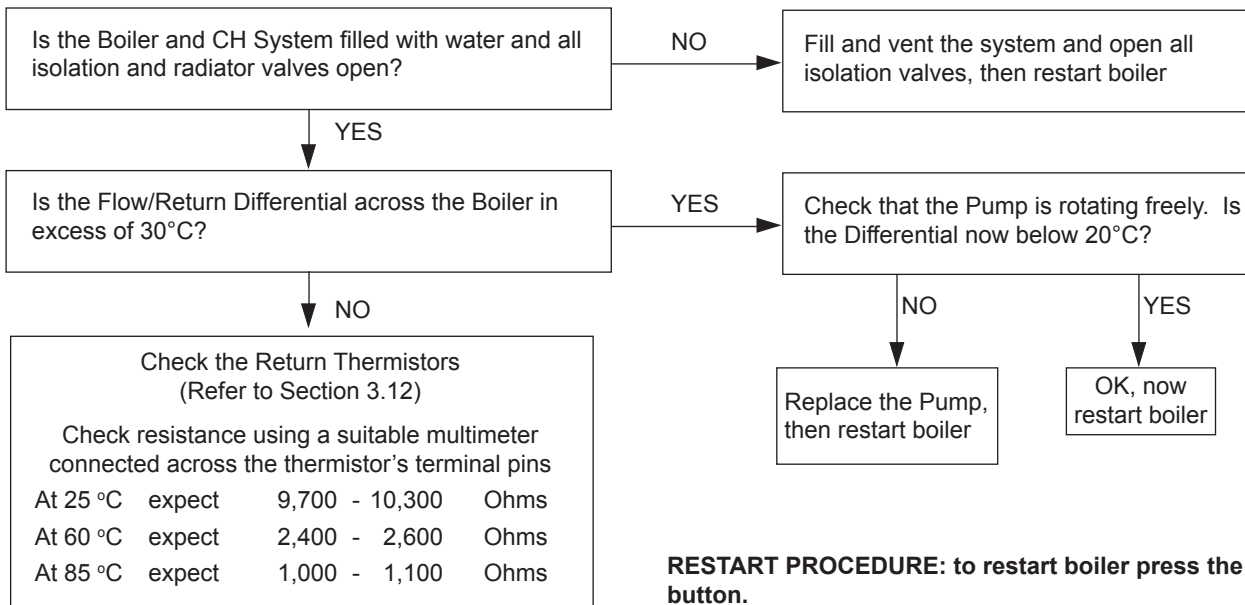 Is the Boiler and CH System filled with water and all
isolation and radiator valves open?
NO
Fill and vent the system and open all
isolation valves, then restart boiler
YES
Is the Flow/Return Differential across the Boiler in
excess of 30°C?
YES
Check that the Pump is rotating freely. Is
the Differential now below 20°C?
NO
NO
YES
Check the Return Thermistors
(Refer to Section 3.12)
Check resistance using a suitable multimeter
connected across the thermistor's terminal pins
At 25 °C expect 9,700 - 10,300 Ohms
At 60 °C expect 2,400 - 2,600 Ohms
At 85 °C expect 1,000 - 1,100 Ohms
Replace the Pump,
then restart boiler
OK, now
restart boiler
RESTART PROCEDURE: to restart boiler press the
button.